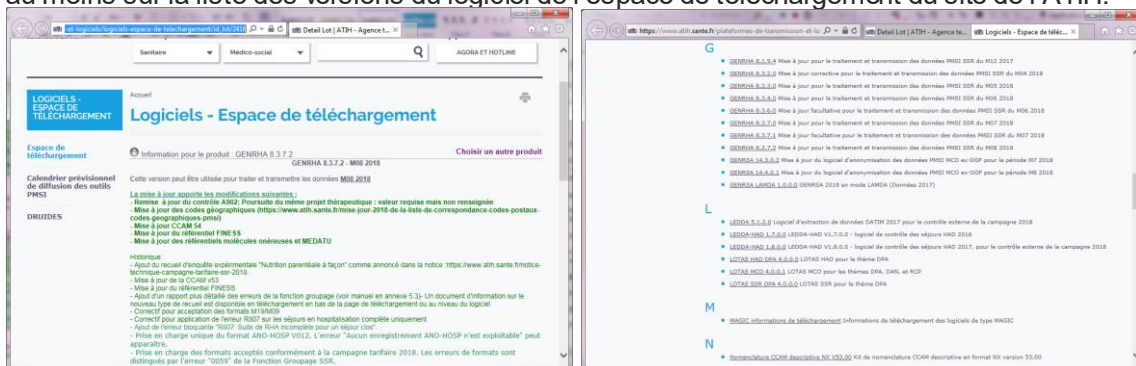 au moins sur la liste des versions du logiciel de l'espace de téléchargement du site de l'ATIH.
Detail Lot | ATIH - Agence t...
Sanitaire
Médico-social
AGORA ET HOTLINE
LOGICIELS -
ESPACE DE
TÉLÉCHARGEMENT
Accueil
Logiciels - Espace de téléchargement
Espace de
téléchargement
Calendrier prévisionnel
de diffusion des outils
PMSI
DRUIDES
Information pour le produit : GENRHA 8.3.7.2
Choisir un autre produit
GENRHA 8.3.7.2 - M08 2018
Cette version peut être utilisée pour traiter et transmettre les données M08 2018
La mise à jour apporte les modifications suivantes :
- Remise à jour du contrôle A902: Poursuite du même projet thérapeutique : valeur requise mais non renseignée
- Mise à jour des codes géographiques (https://www.atih.sante.fr/mise-jour-2018-de-la-liste-de-correspondance-codes-postaux-
codes-geographiques-pmsi)
- Mise à jour CCAM 54
- Mise à jour du référentiel FINESS
- Mise à jour des référentiels molécules onéreuses et MEDATU
Historique:
- Ajout du recueil d'enquête expérimentale "Nutrition parentéale à façon" comme annoncé dans la notice :https://www.atih.sante.fr/notice-
technique-campagne-tarifaire-ssr-2018.
- Mise à jour de la CCAM v53
- Mise à jour du référentiel FINESS
- Ajout d'un rapport plus détaillé des erreurs de la fonction groupage (voir manuel en annexe 5.3)- Un document d'information sur le
nouveau type de recueil est disponible en téléchargement en bas de la page de téléchargement ou au niveau du logiciel
- Correctif pour acceptation des formats M19/M09
- Correctif pour application de l'erreur R807 sur les séjours en hospitalisation complète uniquement
- Ajout de l'erreur bloquante "R807: Suite de RHA incomplète pour un séjour clos".
- Prise en charge unique du format ANO-HOSP V012. L'erreur "Aucun enregistrement ANO-HOSP n'est exploitable" peut
apparaître.
- Prise en charge des formats acceptés conformément à la campagne tarifaire 2018. Les erreurs de formats sont
distingués par l'erreur "0059" de la Fonction Groupage SSR.
https://www.atih.sante.fr/plateformes-de-transmission-et-lo
Detail Lot | ATIH - Agence te...
Logiciels - Espace de téléc...
G
GENRHA 8.1.9.4 Mise à jour pour le traitement et transmission des données PMSI SSR du M12 2017
GENRHA 8.3.2.0 Mise à jour corrective pour le traitement et transmission des données PMSI SSR du M04 2018
GENRHA 8.3.3.0 Mise à jour pour le traitement et transmission des données PMSI SSR du M05 2018
GENRHA 8.3.4.0 Mise à jour pour le traitement et transmission des données PMSI SSR du M06 2018
GENRHA 8.3.6.0 Mise à jour facultative pour le traitement et transmission des données PMSI SSR du M06 2018
GENRHA 8.3.7.0 Mise à jour pour le traitement et transmission des données PMSI SSR du M07 2018
GENRHA 8.3.7.1 Mise à jour facultative pour le traitement et transmission des données PMSI SSR du M07 2018
GENRHA 8.3.7.2 Mise à jour pour le traitement et transmission des données PMSI SSR du M08 2018
GENRSA 14.3.0.2 Mise à jour du logiciel d'anonymisation des données PMSI MCO ex-OQP pour la période M7 2018
GENRSA 14.4.0.1 Mise à jour du logiciel d'anonymisation des données PMSI MCO ex-OQP pour la période M8 2018
GENRSA LAMDA 1.0.0.0 GENRSA 2018 en mode LAMDA (Données 2017)
L
LEDDA 5.1.2.0 Logiciel d'extraction de données DATIM 2017 pour le contrôle externe de la campagne 2018
LEDDA-HAD 1.7.0.0 LEDDA-HAD V1.7.0.0 - logiciel de contrôle des séjours HAD 2016
LEDDA-HAD 1.8.0.0 LEDDA-HAD V1.8.0.0 - logiciel de contrôle des séjours HAD 2017, pour le contrôle externe de la campagne 2018
LOTAS HAD DPA 4.0.0.0 LOTAS HAD pour le thème DPA
LOTAS MCO 4.0.0.1 LOTAS MCO pour les thèmes DPA, DAN, et RCP
LOTAS SSR DPA 4.0.0.0 LOTAS SSR pour le thème DPA
M
MAGIC informations de téléchargement Informations de téléchargement des logiciels de type MAGIC
N
Nomenclature CCAM descriptive NX V53.00 Kit de nomenclature CCAM descriptive en format NX version 53.00